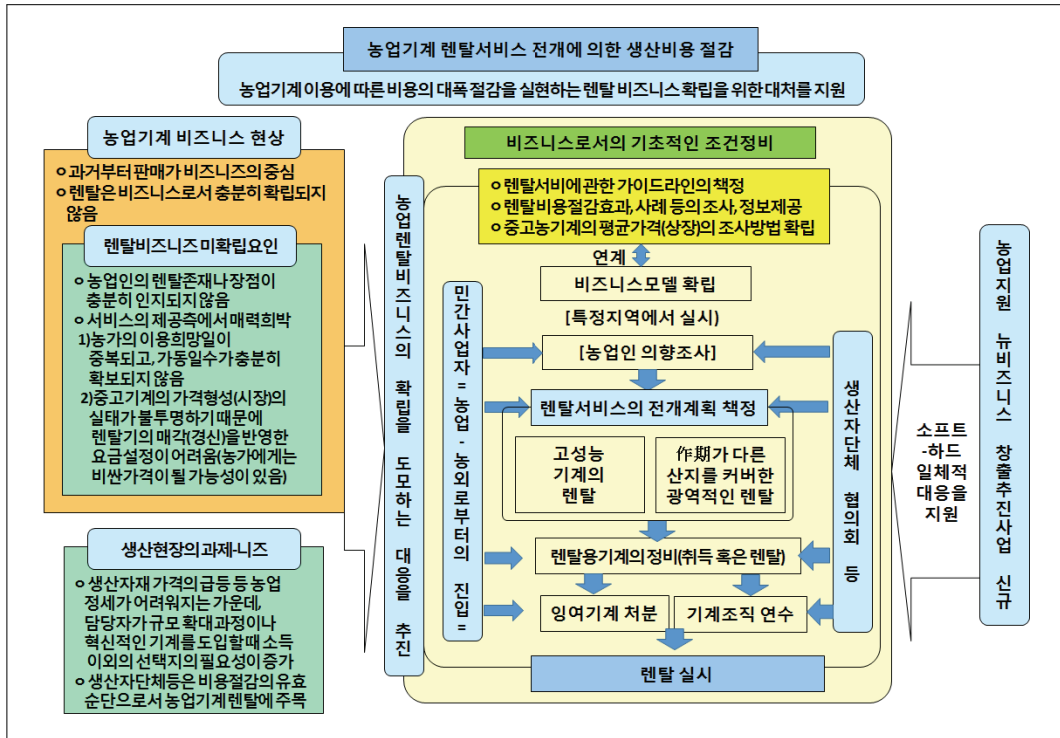 농업기계 렌탈서비스 전개에 의한 생산비용 절감
농업기계 이용에 따른 비용의 대폭 절감을 실현하는 렌탈 비즈니스 확립을 위한 대처를 지원
농업기계 비즈니스 현상
ㅇ과거부터 판매가 비즈니즈의 중심
ㅇ렌탈은 비즈니스로서 충분히 확립되지
않음
렌탈비즈니즈 미확립요인
ㅇ농업인의 렌탈존재나 장점이
충분히 인지되지 않음
ㅇ서비스의 제공측에서 매력희박
1)농가의 이용희망일이
중복되고, 가동일수가 충분히
확보되지 않음
2)중고기계의 가격형성(시장)의
실태가 불투명하기 때문에
렌탈기의 매각(경신)을 반영한
요금설정이 어려움(농가에게는
비싼가격이 될 가능성이 있음)
생산현장의 과제-니즈
ㅇ생산자재 가격의 급등 등 농업
정세가 어려워지는 가운데,
담당자가 규모 확대과정이나
혁신적인 기계를 도입할 때 소득
이외의 선택지의 필요성이 증가
ㅇ생산자단체등은 비용절감의 유효
순단으로서 농업기계 렌탈에 주목
농업렌탈비즈니스의 확립을 도모하는 대응을 추진
비즈니스로서의 기초적인 조건정비
ㅇ렌탈서비에 관한 가이드라인의 책정
ㅇ렌탈비용절감효과, 사례 등의 조사, 정보제공
ㅇ중고농기계의 평균가격(상장)의 조사방법 확립
연계
비즈니스모델 확립
[특정지역에서 실시)
민간사업자=농업-농외로부터의 진입=
[농업인 의향조사]
렌탈서비스의 전개계획 책정
고성능
기계의
렌탈
作期가 다른
산지를 커버한
광역적인 렌탈
렌탈용기계의 정비(취득 혹은 렌탈)
잉여기계 처분
기계조직 연수
렌탈 실시
생산자단체 협의회 등
소프트
-하드
일체적
대응을
지원
농업지원 뉴비즈니스 창출추진사업 신규